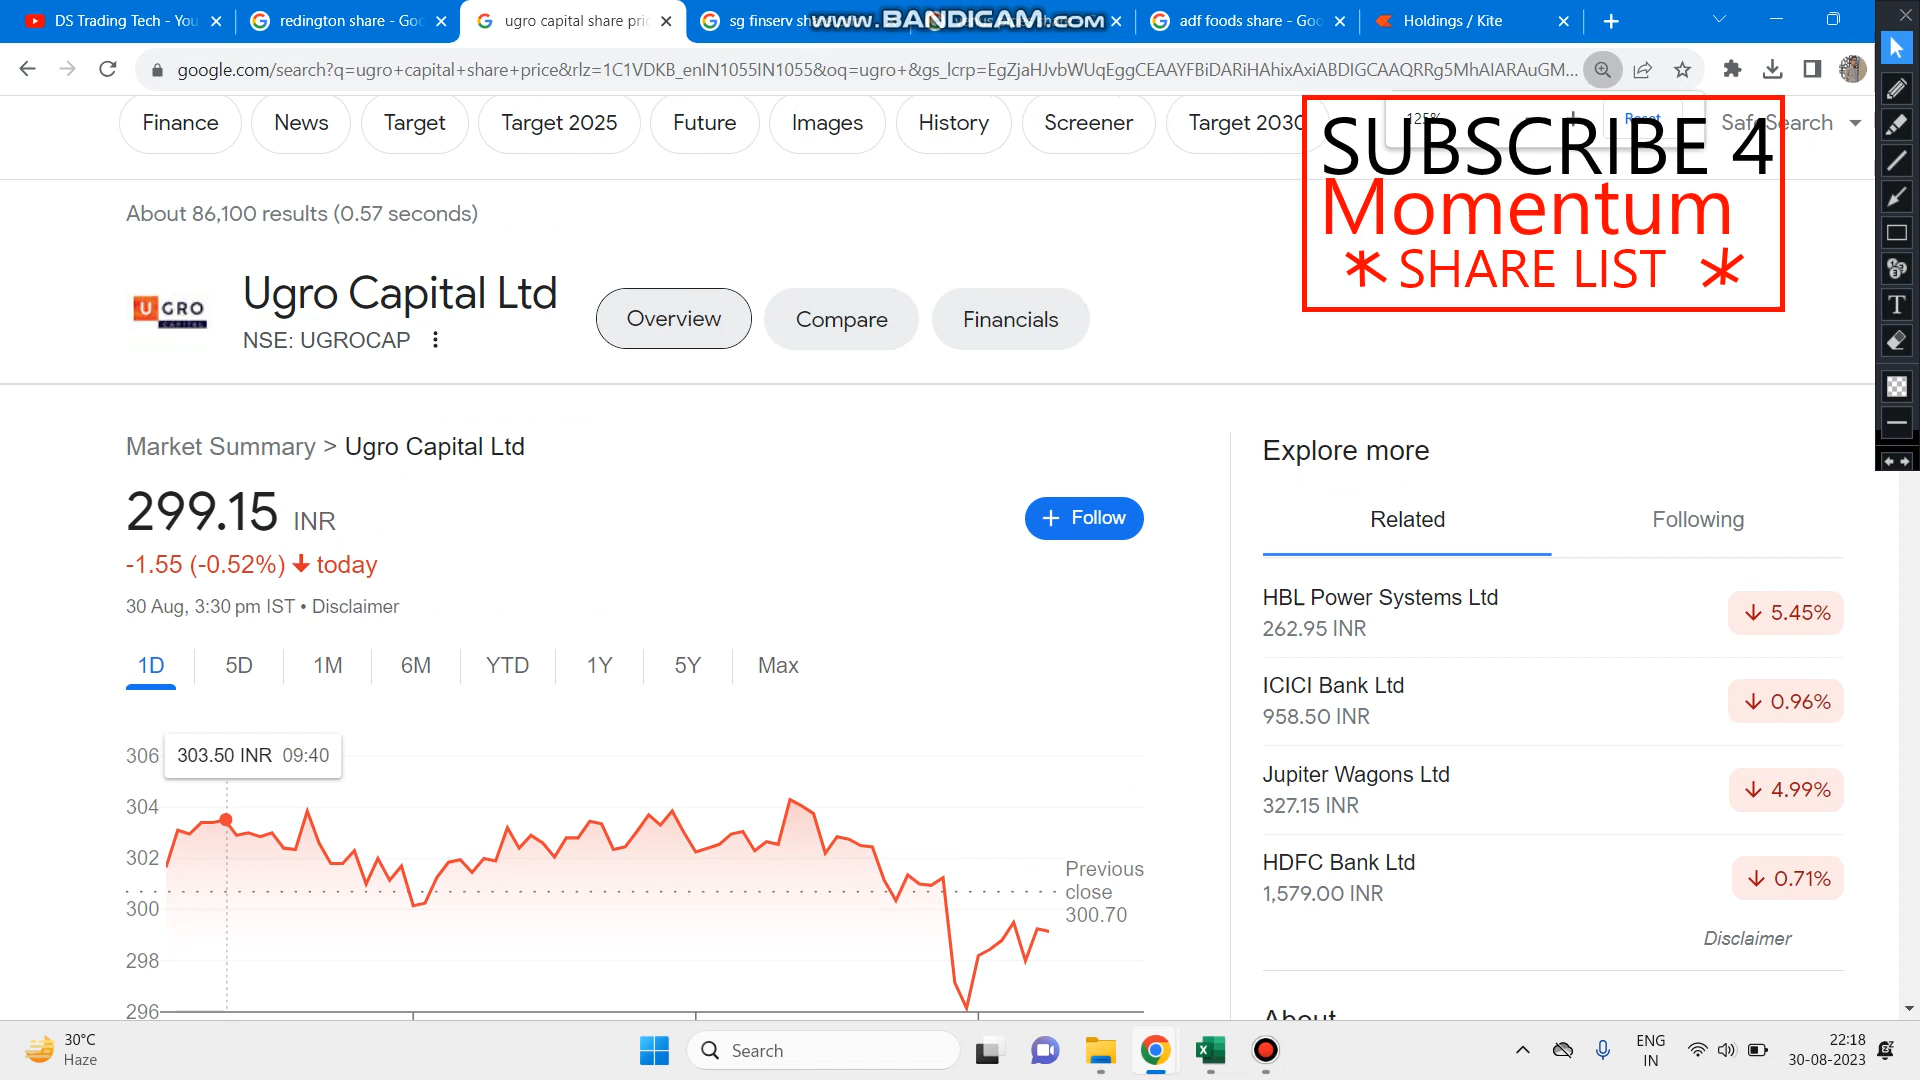 DS Trading Tech - You
redington share - Goo
ugro capital share pric
sg finserv sh
www.BANDICAM.com
adf foods share - Goo
Holdings / Kite
google.com/search?q=ugro+capital+share+price&rlz=1C1VDKB_enIN1055IN1055&oq=ugro+&gs_lcrp=EgZjaHJvbWUqEggCEAAYFBiDARiHAhixAxiABDIGCAAQRRg5MhAIARAuGM...
Finance
News
Target
Target 2025
Future
Images
History
Screener
Target 2030
125%
Reset
SafeSearch
SUBSCRIBE 4
Momentum
* SHARE LIST *
About 86,100 results (0.57 seconds)
UGRO
CAPITAL
Ugro Capital Ltd
NSE: UGROCAP
Overview
Compare
Financials
Market Summary > Ugro Capital Ltd
299.15 INR
+ Follow
-1.55 (-0.52%) ↓ today
30 Aug, 3:30 pm IST • Disclaimer
1D
5D
1M
6M
YTD
1Y
5Y
Max
303.50 INR 09:40
306
304
302
300
298
296
Previous
close
300.70
Explore more
Related
Following
HBL Power Systems Ltd
262.95 INR
↓ 5.45%
ICICI Bank Ltd
958.50 INR
↓ 0.96%
Jupiter Wagons Ltd
327.15 INR
↓ 4.99%
HDFC Bank Ltd
1,579.00 INR
↓ 0.71%
Disclaimer
About
30°C
Haze
Search
ENG
IN
22:18
30-08-2023